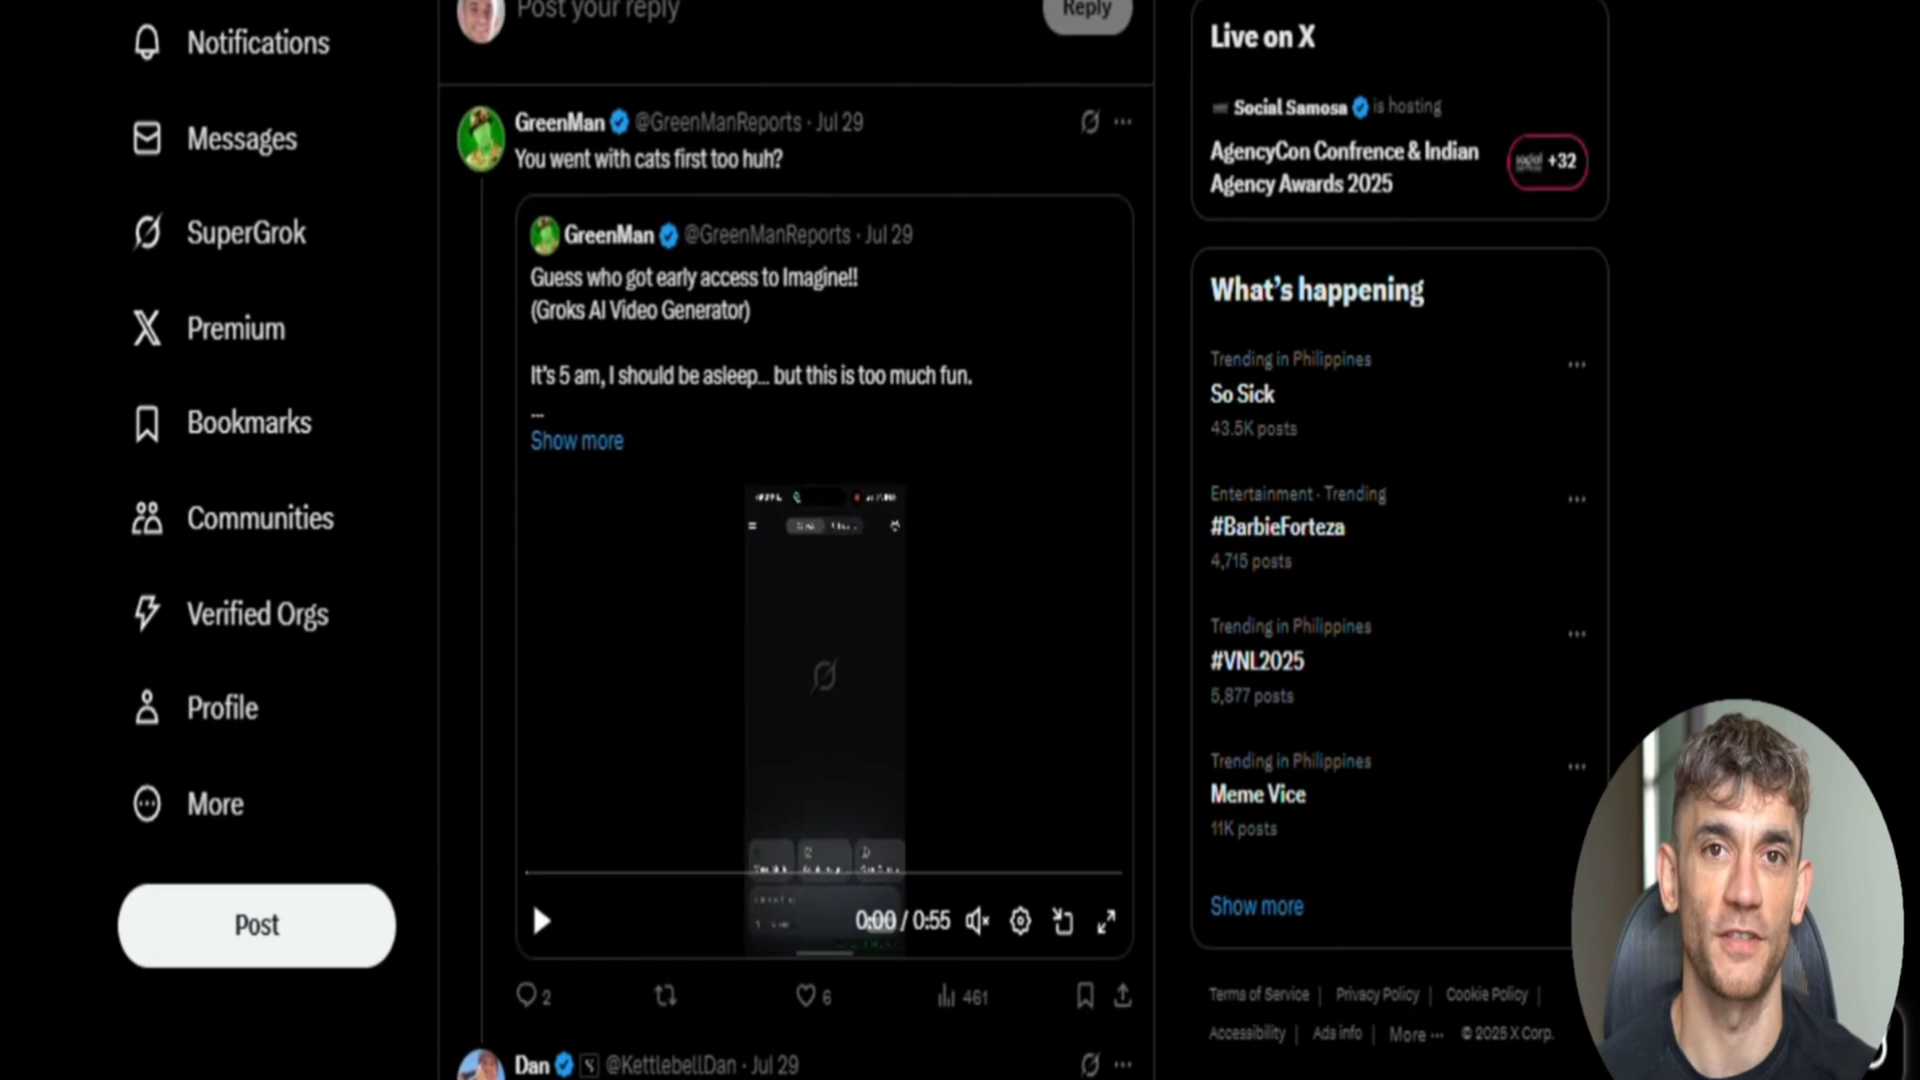 Notifications
Messages
SuperGrok
Premium
Bookmarks
Communities
Verified Orgs
Profile
More
Post
Post your reply
Reply
GreenMan @GreenManReports · Jul 29
You went with cats first too huh?
GreenMan @GreenManReports · Jul 29
Guess who got early access to Imagine!!
(Groks AI Video Generator)
It's 5 am, I should be asleep... but this is too much fun.
...
Show more
0:00 / 0:55
2
6
461
Dan @KettlebellDan · Jul 29
Live on X
Social Samosa is hosting
AgencyCon Confrence & Indian
Agency Awards 2025
social
+32
What's happening
Trending in Philippines
So Sick
43.5K posts
Entertainment · Trending
#BarbieForteza
4,715 posts
Trending in Philippines
#VNL2025
5,877 posts
Trending in Philippines
Meme Vice
11K posts
Show more
Terms of Service | Privacy Policy | Cookie Policy |
Accessibility | Ads info | More ... © 2025 X Corp.